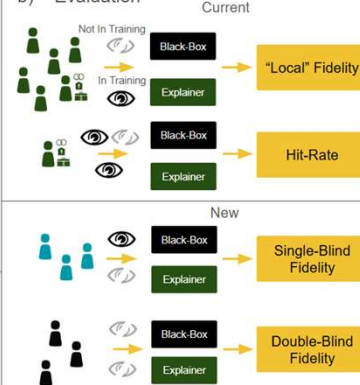 b) Evaluation
Current
Not In Training
In Training
Black-Box
Explainer
"Local" Fidelity
Black-Box
Explainer
Hit-Rate
New
Black-Box
Explainer
Single-Blind
Fidelity
Black-Box
Explainer
Double-Blind
Fidelity